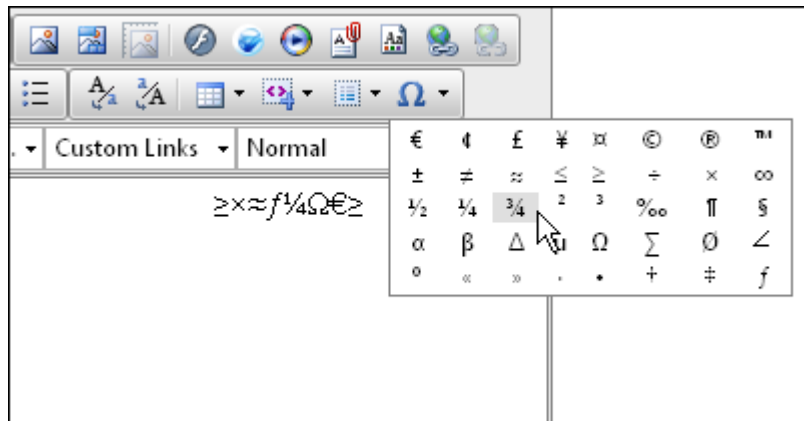 Custom Links Normal
≥×≈ƒ¼Ω€≥
€ ¢ £ ¥ ¤ © ® ™
± ≠ ≈ ≤ ≥ ÷ × ∞
½ ¼ ¾ ² ³ ‰ ¶ §
α β Δ µ Ω ∑ Ø ∠
º « » · • † ‡ ƒ